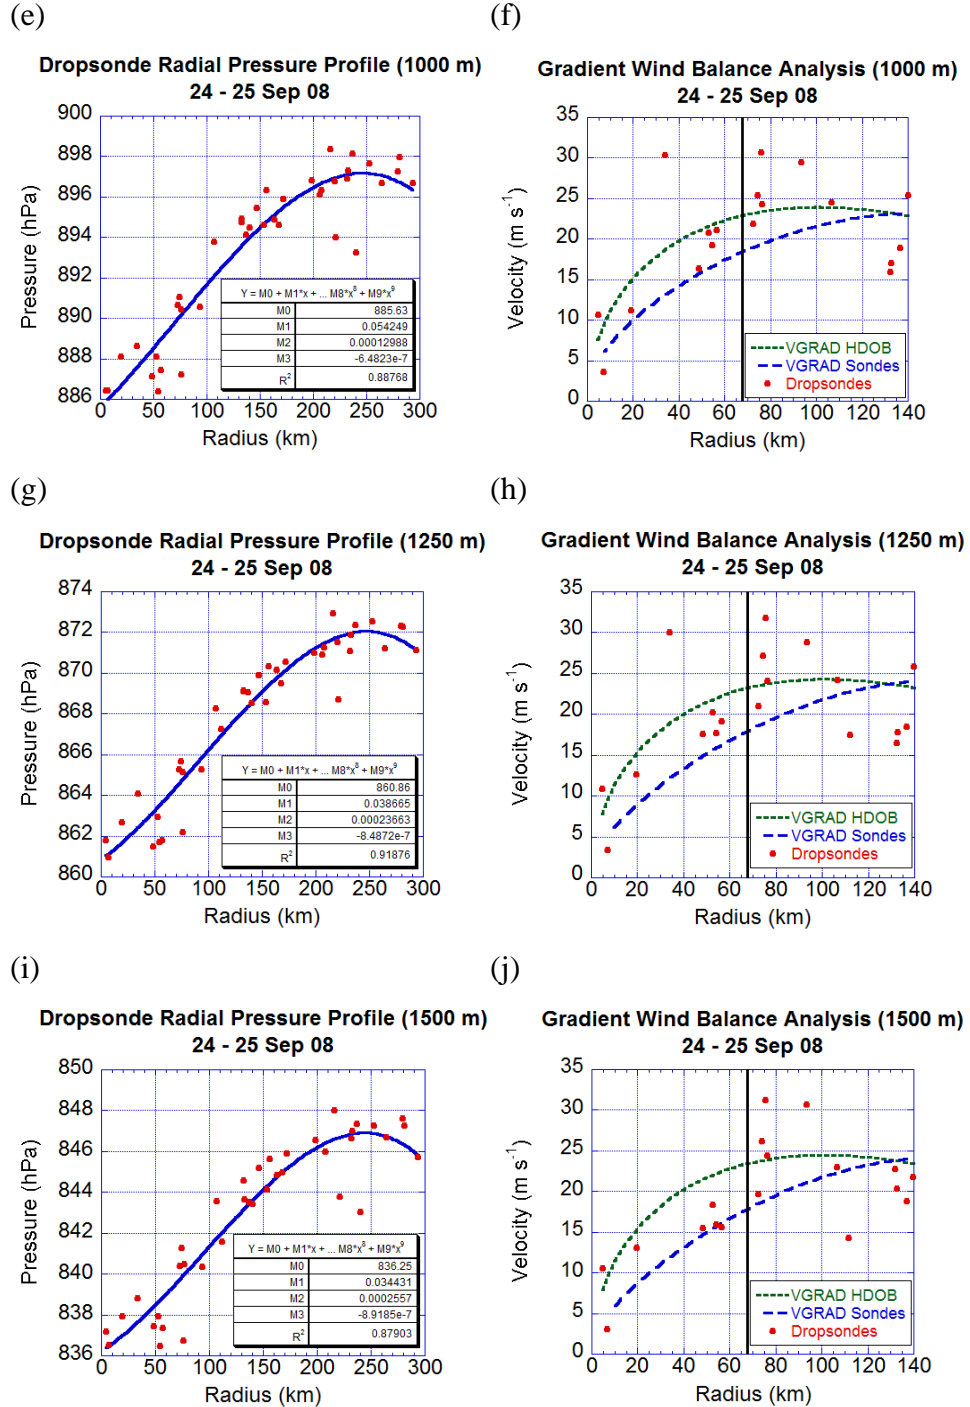 (e)
Dropsonde Radial Pressure Profile (1000 m)
24 - 25 Sep 08
900
898
896
894
892
890
888
886
Pressure (hPa)
Y = M0 + M1*x + ... M8*x⁸ + M9*x⁹
M0 885.63
M1 0.054249
M2 0.00012988
M3 -6.4823e-7
R² 0.88768
0 50 100 150 200 250 300
Radius (km)
(f)
Gradient Wind Balance Analysis (1000 m)
24 - 25 Sep 08
35
30
25
20
15
10
5
0
Velocity (m s⁻¹)
VGRAD HDOB
VGRAD Sondes
Dropsondes
0 20 40 60 80 100 120 140
Radius (km)
(g)
Dropsonde Radial Pressure Profile (1250 m)
24 - 25 Sep 08
874
872
870
868
866
864
862
860
Pressure (hPa)
Y = M0 + M1*x + ... M8*x⁸ + M9*x⁹
M0 860.86
M1 0.038665
M2 0.00023663
M3 -8.4872e-7
R² 0.91876
0 50 100 150 200 250 300
Radius (km)
(h)
Gradient Wind Balance Analysis (1250 m)
24 - 25 Sep 08
35
30
25
20
15
10
5
0
Velocity (m s⁻¹)
VGRAD HDOB
VGRAD Sondes
Dropsondes
0 20 40 60 80 100 120 140
Radius (km)
(i)
Dropsonde Radial Pressure Profile (1500 m)
24 - 25 Sep 08
850
848
846
844
842
840
838
836
Pressure (hPa)
Y = M0 + M1*x + ... M8*x⁸ + M9*x⁹
M0 836.25
M1 0.034431
M2 0.0002557
M3 -8.9185e-7
R² 0.87903
0 50 100 150 200 250 300
Radius (km)
(j)
Gradient Wind Balance Analysis (1500 m)
24 - 25 Sep 08
35
30
25
20
15
10
5
0
Velocity (m s⁻¹)
VGRAD HDOB
VGRAD Sondes
Dropsondes
0 20 40 60 80 100 120 140
Radius (km)